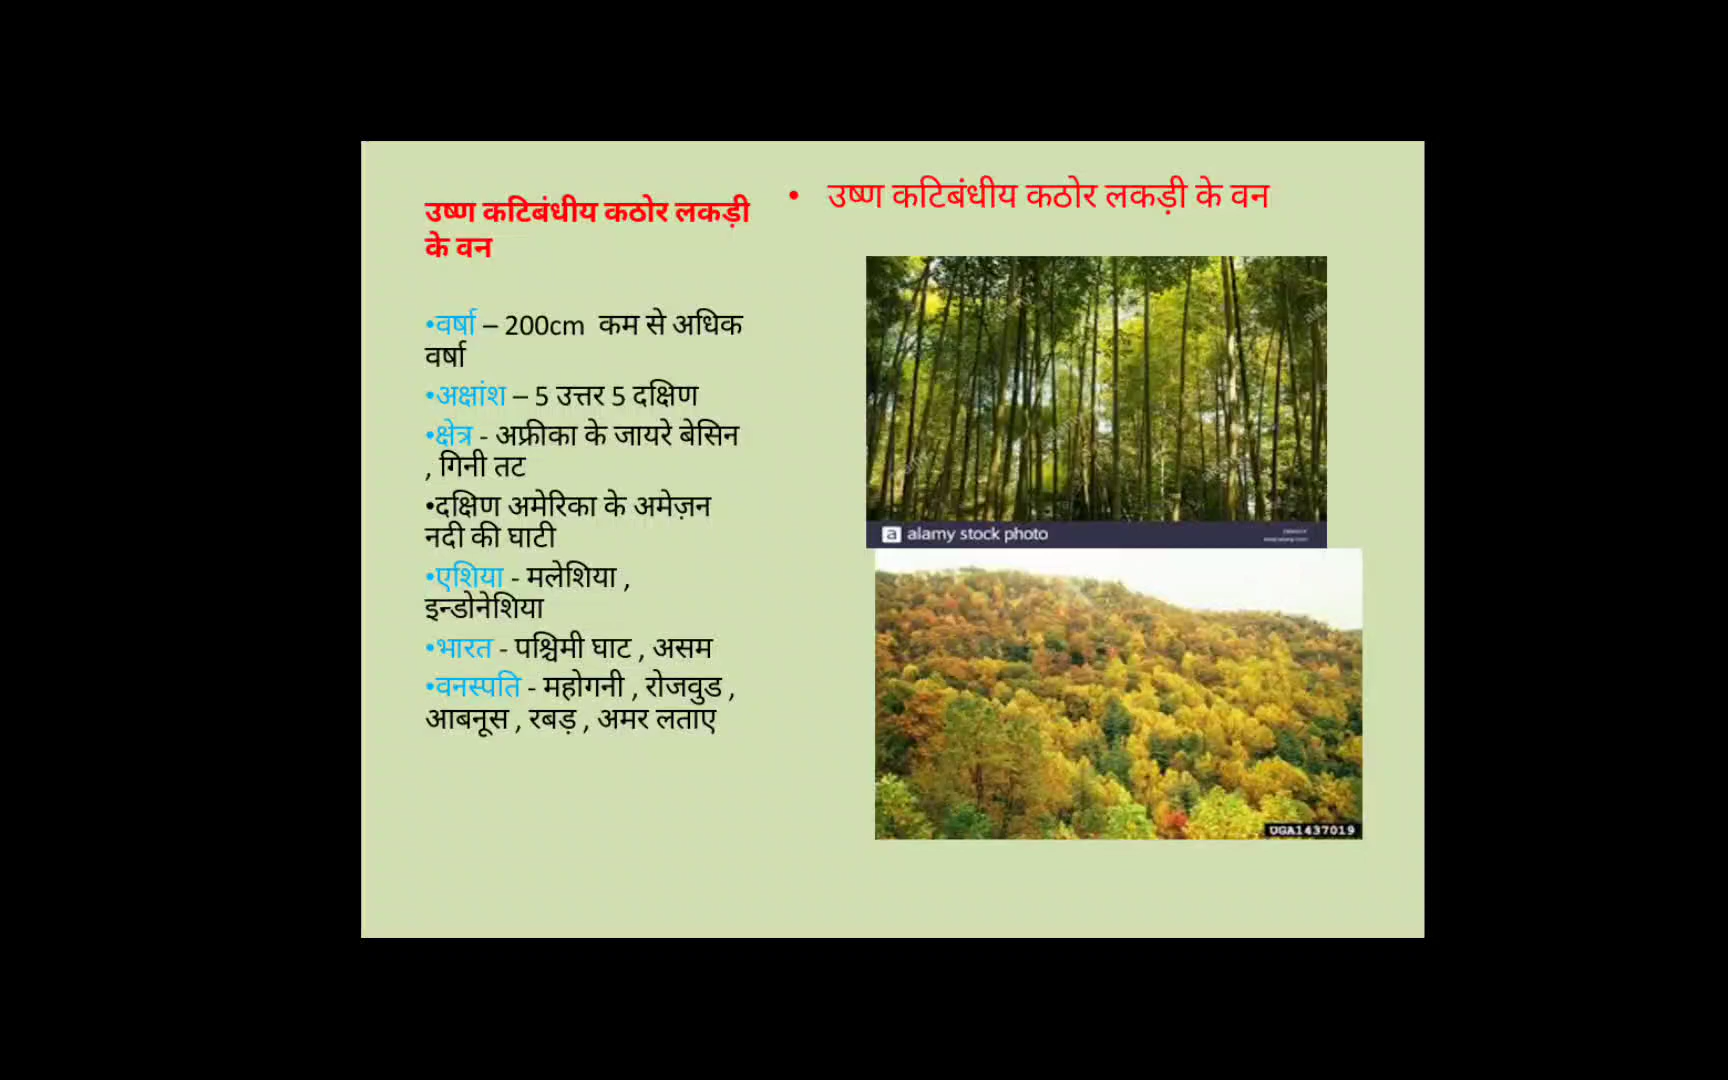 उष्ण कटिबंधीय कठोर लकड़ी
के वन
•वर्षा – 200cm कम से अधिक
वर्षा
•अक्षांश – 5 उत्तर 5 दक्षिण
•क्षेत्र - अफ्रीका के जायरे बेसिन
, गिनी तट
•दक्षिण अमेरिका के अमेज़न
नदी की घाटी
•एशिया - मलेशिया ,
इन्डोनेशिया
•भारत - पश्चिमी घाट , असम
•वनस्पति - महोगनी , रोजवुड ,
आबनूस , रबड़ , अमर लताए
• उष्ण कटिबंधीय कठोर लकड़ी के वन
a alamy stock photo
UGA1437019